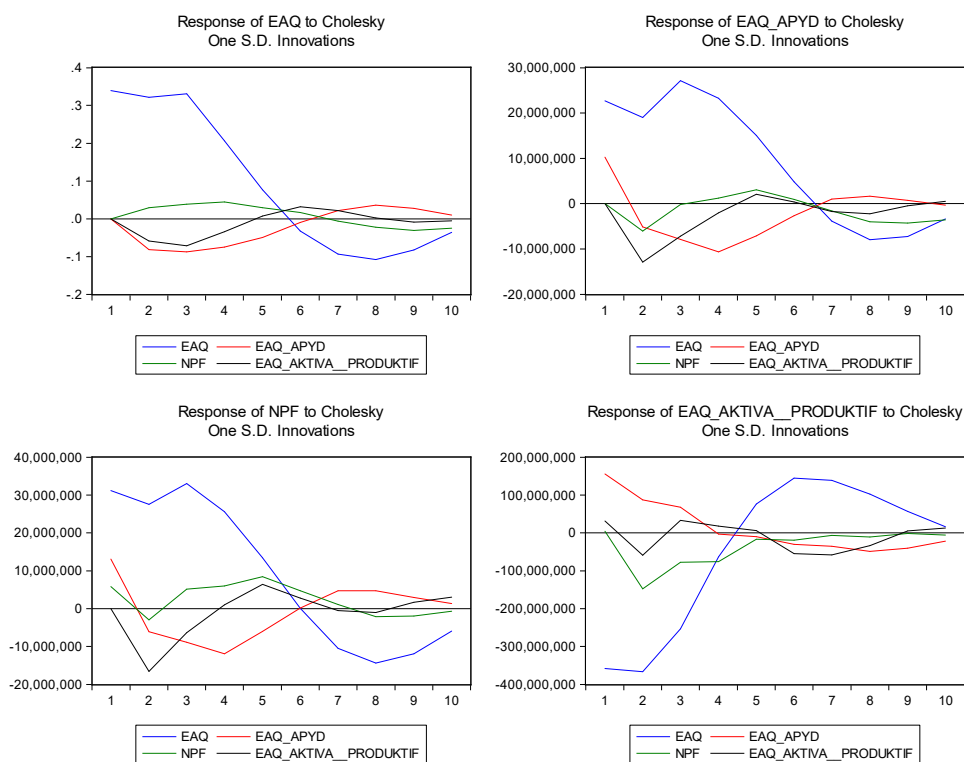 Response of EAQ to Cholesky
One S.D. Innovations
.4
.3
.2
.1
.0
-.1
-.2
1 2 3 4 5 6 7 8 9 10
EAQ EAQ_APYD
NPF EAQ_AKTIVA__PRODUKTIF
Response of EAQ_APYD to Cholesky
One S.D. Innovations
30,000,000
20,000,000
10,000,000
0
-10,000,000
-20,000,000
1 2 3 4 5 6 7 8 9 10
EAQ EAQ_APYD
NPF EAQ_AKTIVA__PRODUKTIF
Response of NPF to Cholesky
One S.D. Innovations
40,000,000
30,000,000
20,000,000
10,000,000
0
-10,000,000
-20,000,000
1 2 3 4 5 6 7 8 9 10
EAQ EAQ_APYD
NPF EAQ_AKTIVA__PRODUKTIF
Response of EAQ_AKTIVA__PRODUKTIF to Cholesky
One S.D. Innovations
200,000,000
100,000,000
0
-100,000,000
-200,000,000
-300,000,000
-400,000,000
1 2 3 4 5 6 7 8 9 10
EAQ EAQ_APYD
NPF EAQ_AKTIVA__PRODUKTIF